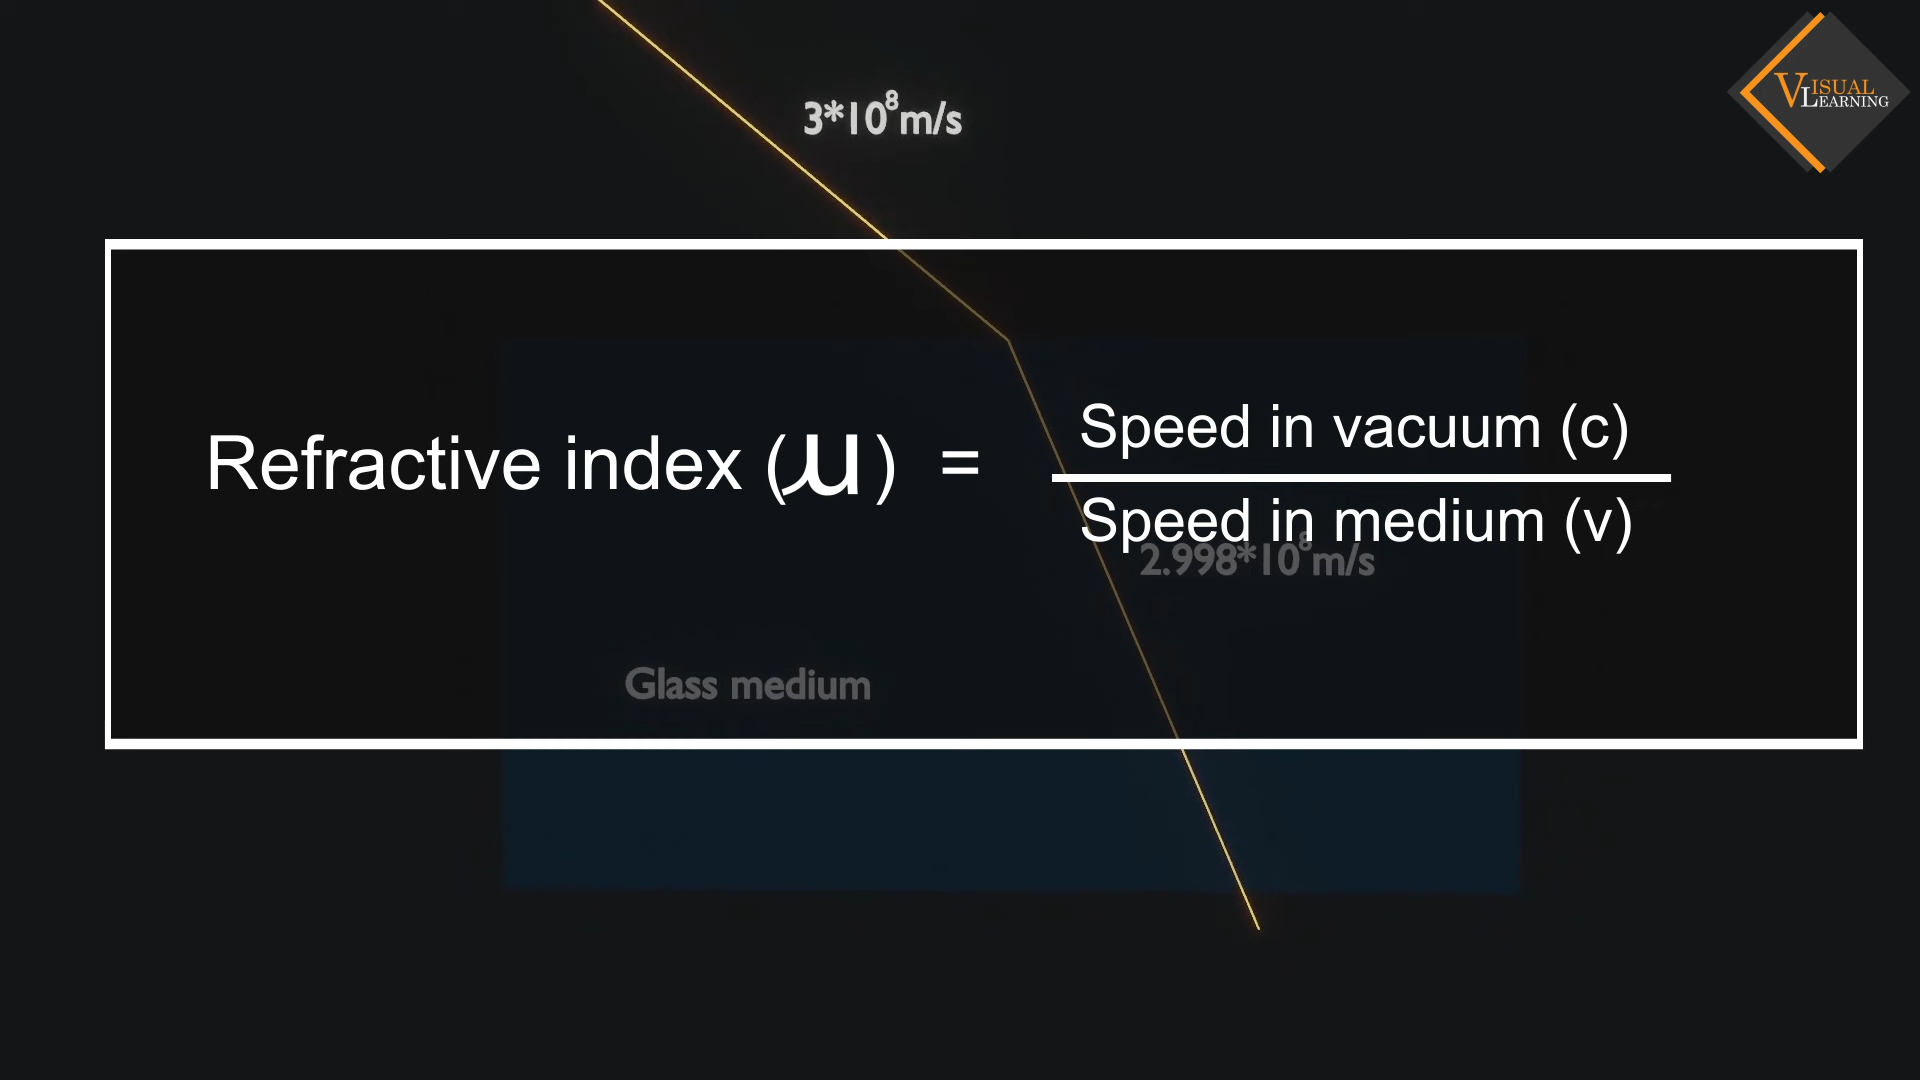 3*10⁸m/s
VISUAL
LEARNING
Refractive index (μ) = Speed in vacuum (c)
Speed in medium (v)
2.998*10⁸m/s
Glass medium